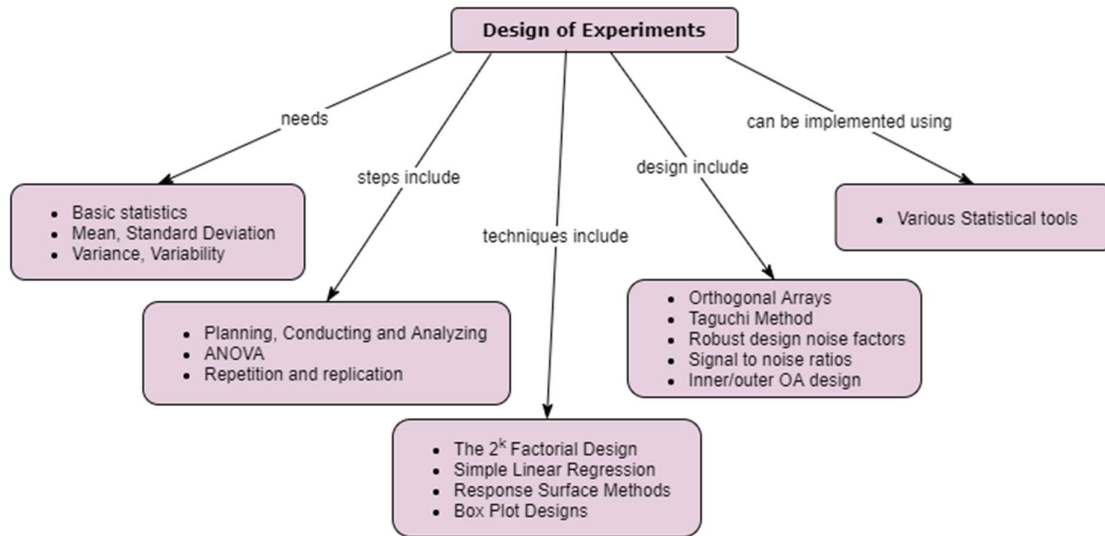 Design of Experiments
needs
can be implemented using
steps include
design include
techniques include
• Basic statistics
• Mean, Standard Deviation
• Variance, Variability
• Various Statistical tools
• Planning, Conducting and Analyzing
• ANOVA
• Repetition and replication
• Orthogonal Arrays
• Taguchi Method
• Robust design noise factors
• Signal to noise ratios
• Inner/outer OA design
• The 2ᵏ Factorial Design
• Simple Linear Regression
• Response Surface Methods
• Box Plot Designs